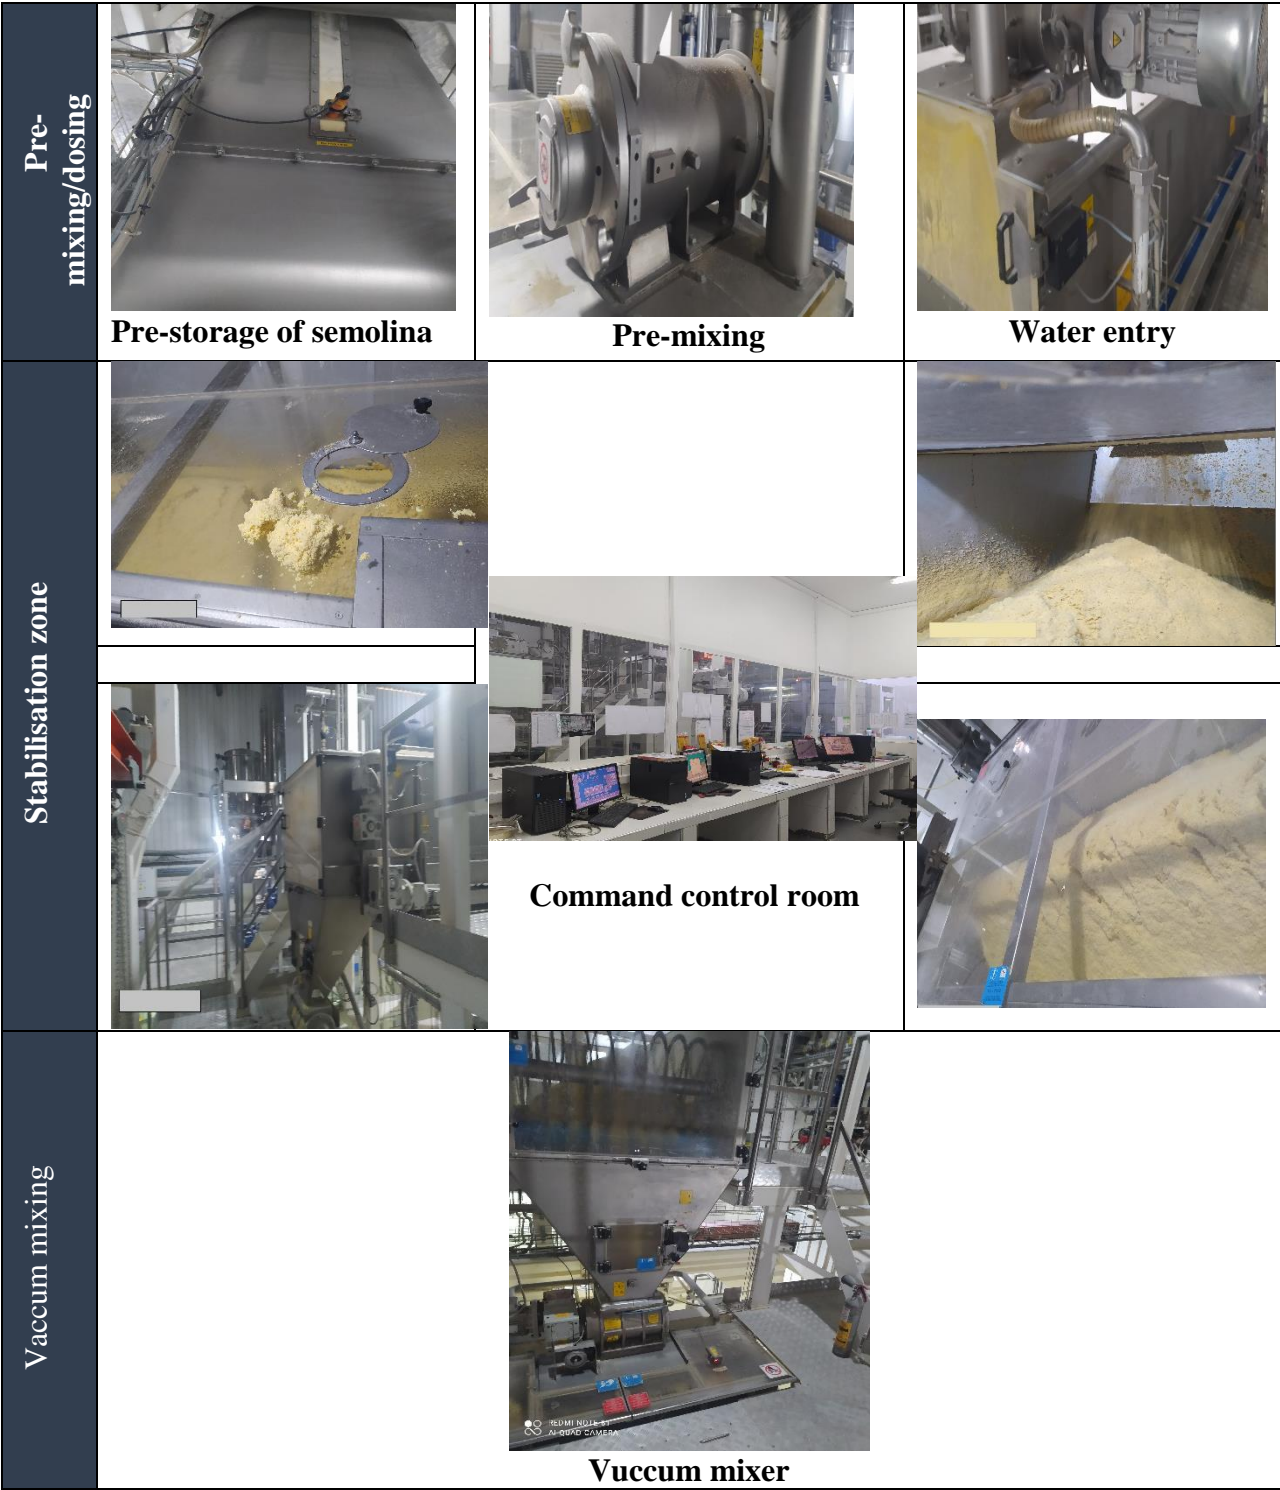 Pre-
mixing/dosing
Pre-storage of semolina
Pre-mixing
Water entry
Stabilisation zone
Command control room
Vaccum mixing
REDMI NOTE 8T
AI QUAD CAMERA
Vuccum mixer